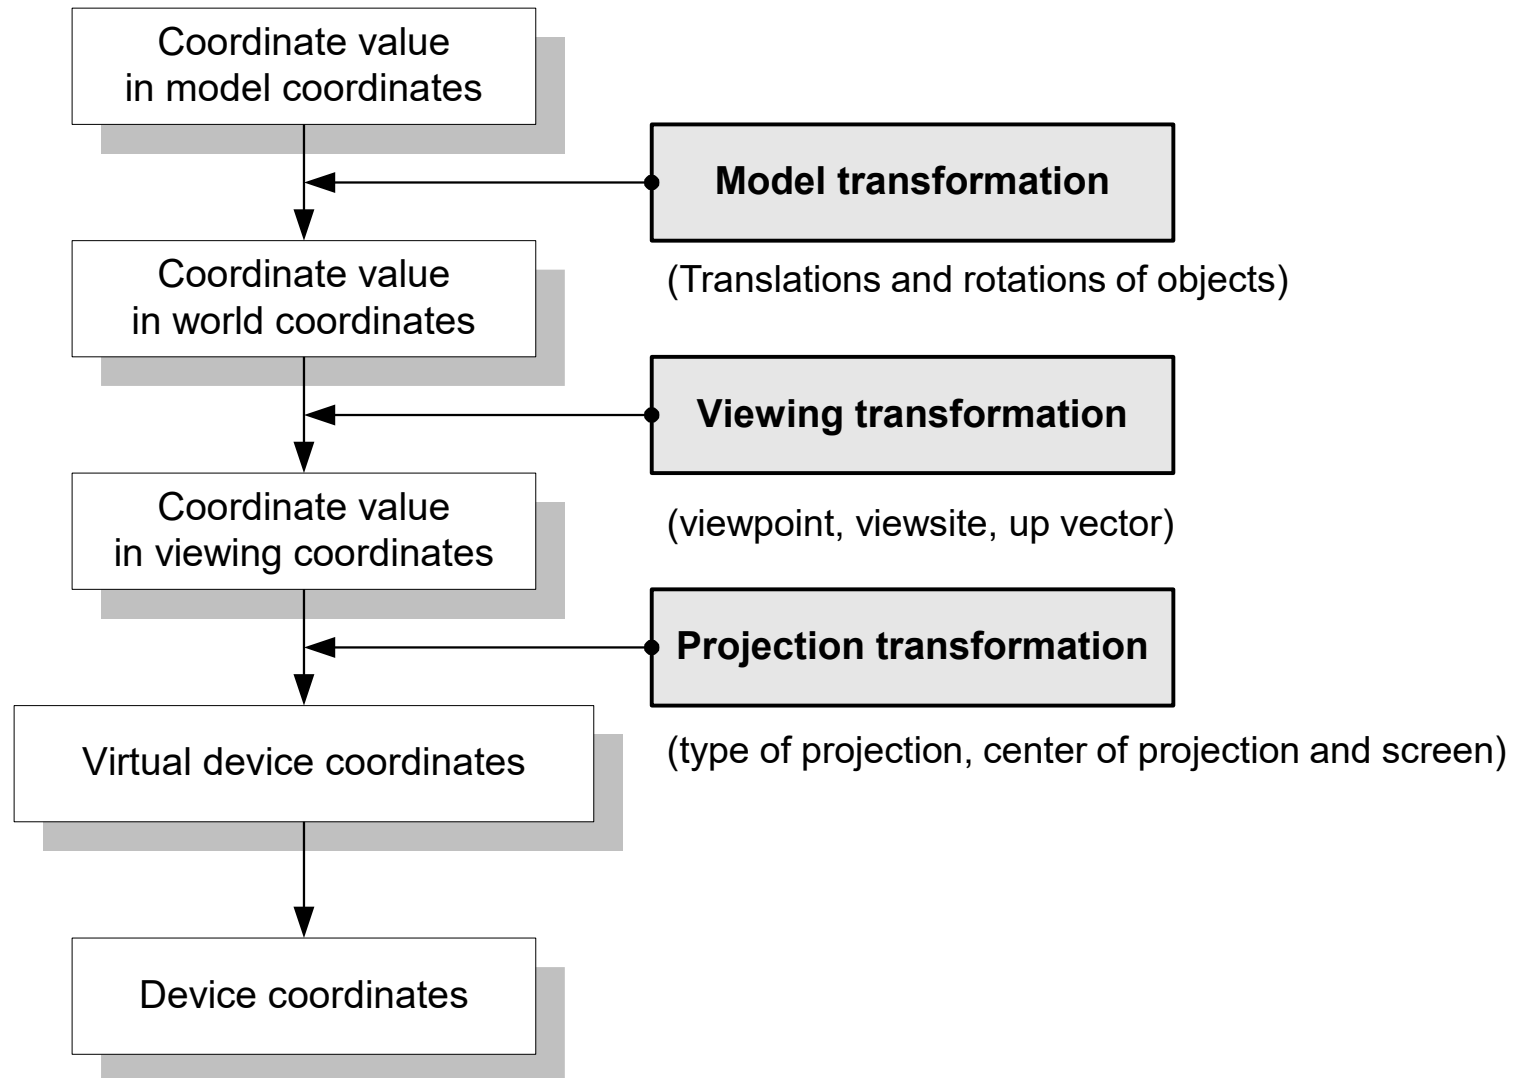 Coordinate value
in model coordinates
Model transformation
(Translations and rotations of objects)
Coordinate value
in world coordinates
Viewing transformation
(viewpoint, viewsite, up vector)
Coordinate value
in viewing coordinates
Projection transformation
(type of projection, center of projection and screen)
Virtual device coordinates
Device coordinates